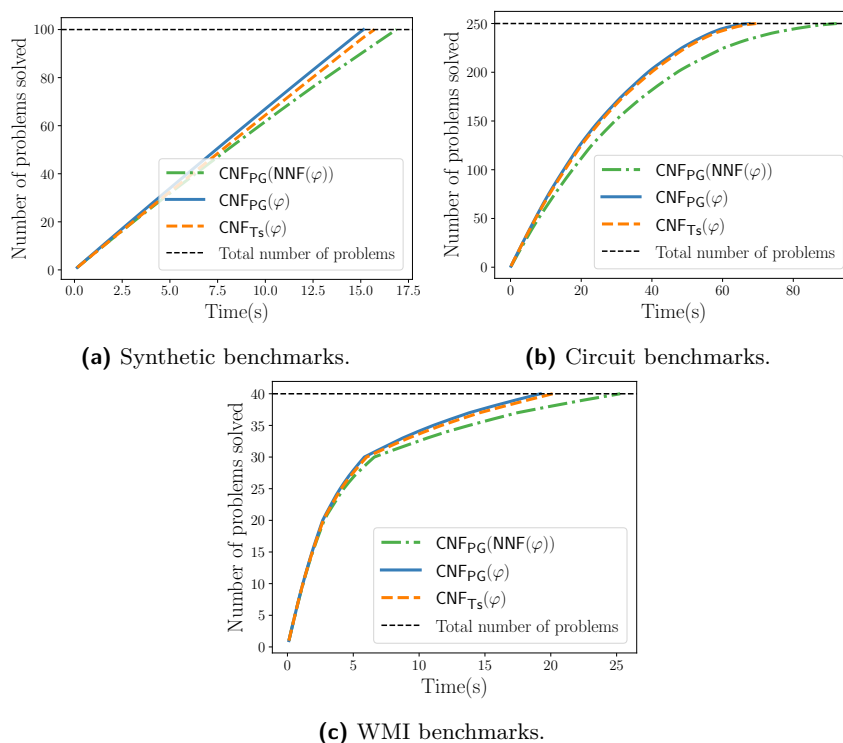 100
80
60
40
20
0
Number of problems solved
CNF_PG(NNF(φ))
CNF_PG(φ)
CNF_Ts(φ)
Total number of problems
0.0 2.5 5.0 7.5 10.0 12.5 15.0 17.5
Time(s)
(a) Synthetic benchmarks.
250
200
150
100
50
0
Number of problems solved
CNF_PG(NNF(φ))
CNF_PG(φ)
CNF_Ts(φ)
Total number of problems
0 20 40 60 80
Time(s)
(b) Circuit benchmarks.
40
35
30
25
20
15
10
5
0
Number of problems solved
CNF_PG(NNF(φ))
CNF_PG(φ)
CNF_Ts(φ)
Total number of problems
0 5 10 15 20 25
Time(s)
(c) WMI benchmarks.